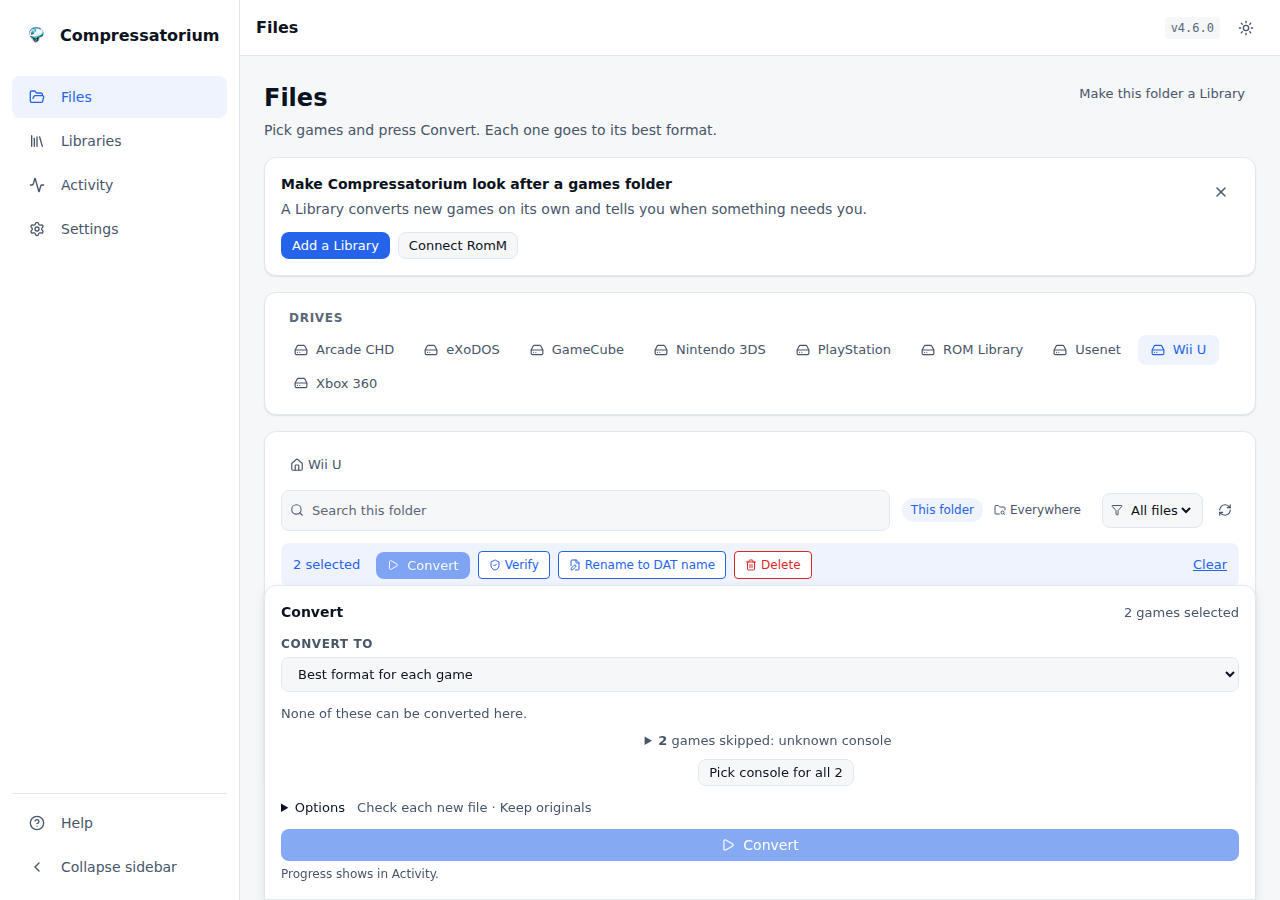 Compressatorium
Files
v4.6.0
Files
Libraries
Activity
Settings
Help
Collapse sidebar
Files
Make this folder a Library
Pick games and press Convert. Each one goes to its best format.
Make Compressatorium look after a games folder
A Library converts new games on its own and tells you when something needs you.
Add a Library
Connect RomM
DRIVES
Arcade CHD
eXoDOS
GameCube
Nintendo 3DS
PlayStation
ROM Library
Usenet
Wii U
Xbox 360
Wii U
Search this folder
This folder
Everywhere
All files
2 selected
Convert
Verify
Rename to DAT name
Delete
Clear
Convert
2 games selected
CONVERT TO
Best format for each game
None of these can be converted here.
2 games skipped: unknown console
Pick console for all 2
Options
Check each new file · Keep originals
Convert
Progress shows in Activity.